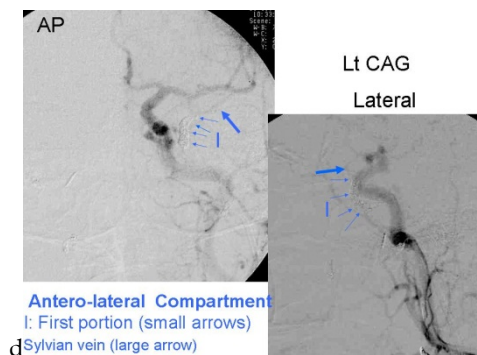 AP
Lt CAG
Lateral
I
I
Antero-lateral Compartment
I: First portion (small arrows)
Sylvian vein (large arrow)
d